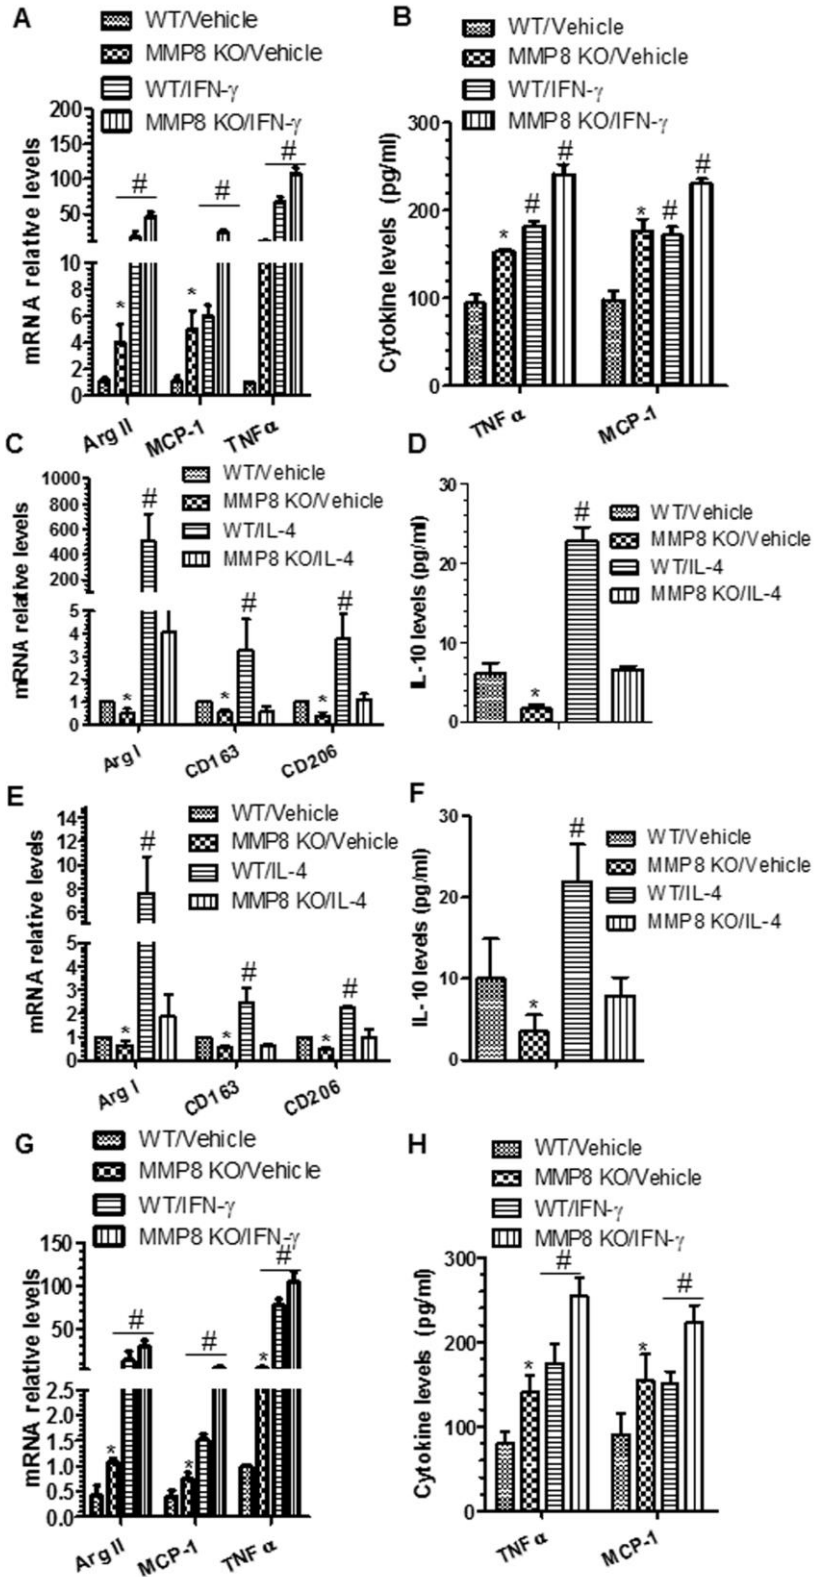 A
WT/Vehicle
MMP8 KO/Vehicle
WT/IFN-γ
MMP8 KO/IFN-γ
mRNA relative levels
200
150
100
50
10
8
6
4
2
0
#
#
#
*
*
Arg II
MCP-1
TNFα
B
WT/Vehicle
MMP8 KO/Vehicle
WT/IFN-γ
MMP8 KO/IFN-γ
Cytokine levels (pg/ml)
300
200
100
0
*
#
#
*
#
#
TNFα
MCP-1
C
WT/Vehicle
MMP8 KO/Vehicle
WT/IL-4
MMP8 KO/IL-4
mRNA relative levels
1000
800
600
400
200
5
4
3
2
1
0
#
#
#
*
*
*
Arg I
CD163
CD206
D
WT/Vehicle
MMP8 KO/Vehicle
WT/IL-4
MMP8 KO/IL-4
IL-10 levels (pg/ml)
30
20
10
0
*
#
E
WT/Vehicle
MMP8 KO/Vehicle
WT/IL-4
MMP8 KO/IL-4
mRNA relative levels
14
12
10
8
6
5
4
3
2
1
0
#
#
#
*
*
*
Arg I
CD163
CD206
F
WT/Vehicle
MMP8 KO/Vehicle
WT/IL-4
MMP8 KO/IL-4
IL-10 levels (pg/ml)
30
20
10
0
*
#
G
WT/Vehicle
MMP8 KO/Vehicle
WT/IFN-γ
MMP8 KO/IFN-γ
mRNA relative levels
150
100
50
2.5
2.0
1.5
1.0
0.5
0.0
#
#
#
*
*
*
Arg II
MCP-1
TNFα
H
WT/Vehicle
MMP8 KO/Vehicle
WT/IFN-γ
MMP8 KO/IFN-γ
Cytokine levels (pg/ml)
300
200
100
0
*
#
*
#
TNFα
MCP-1